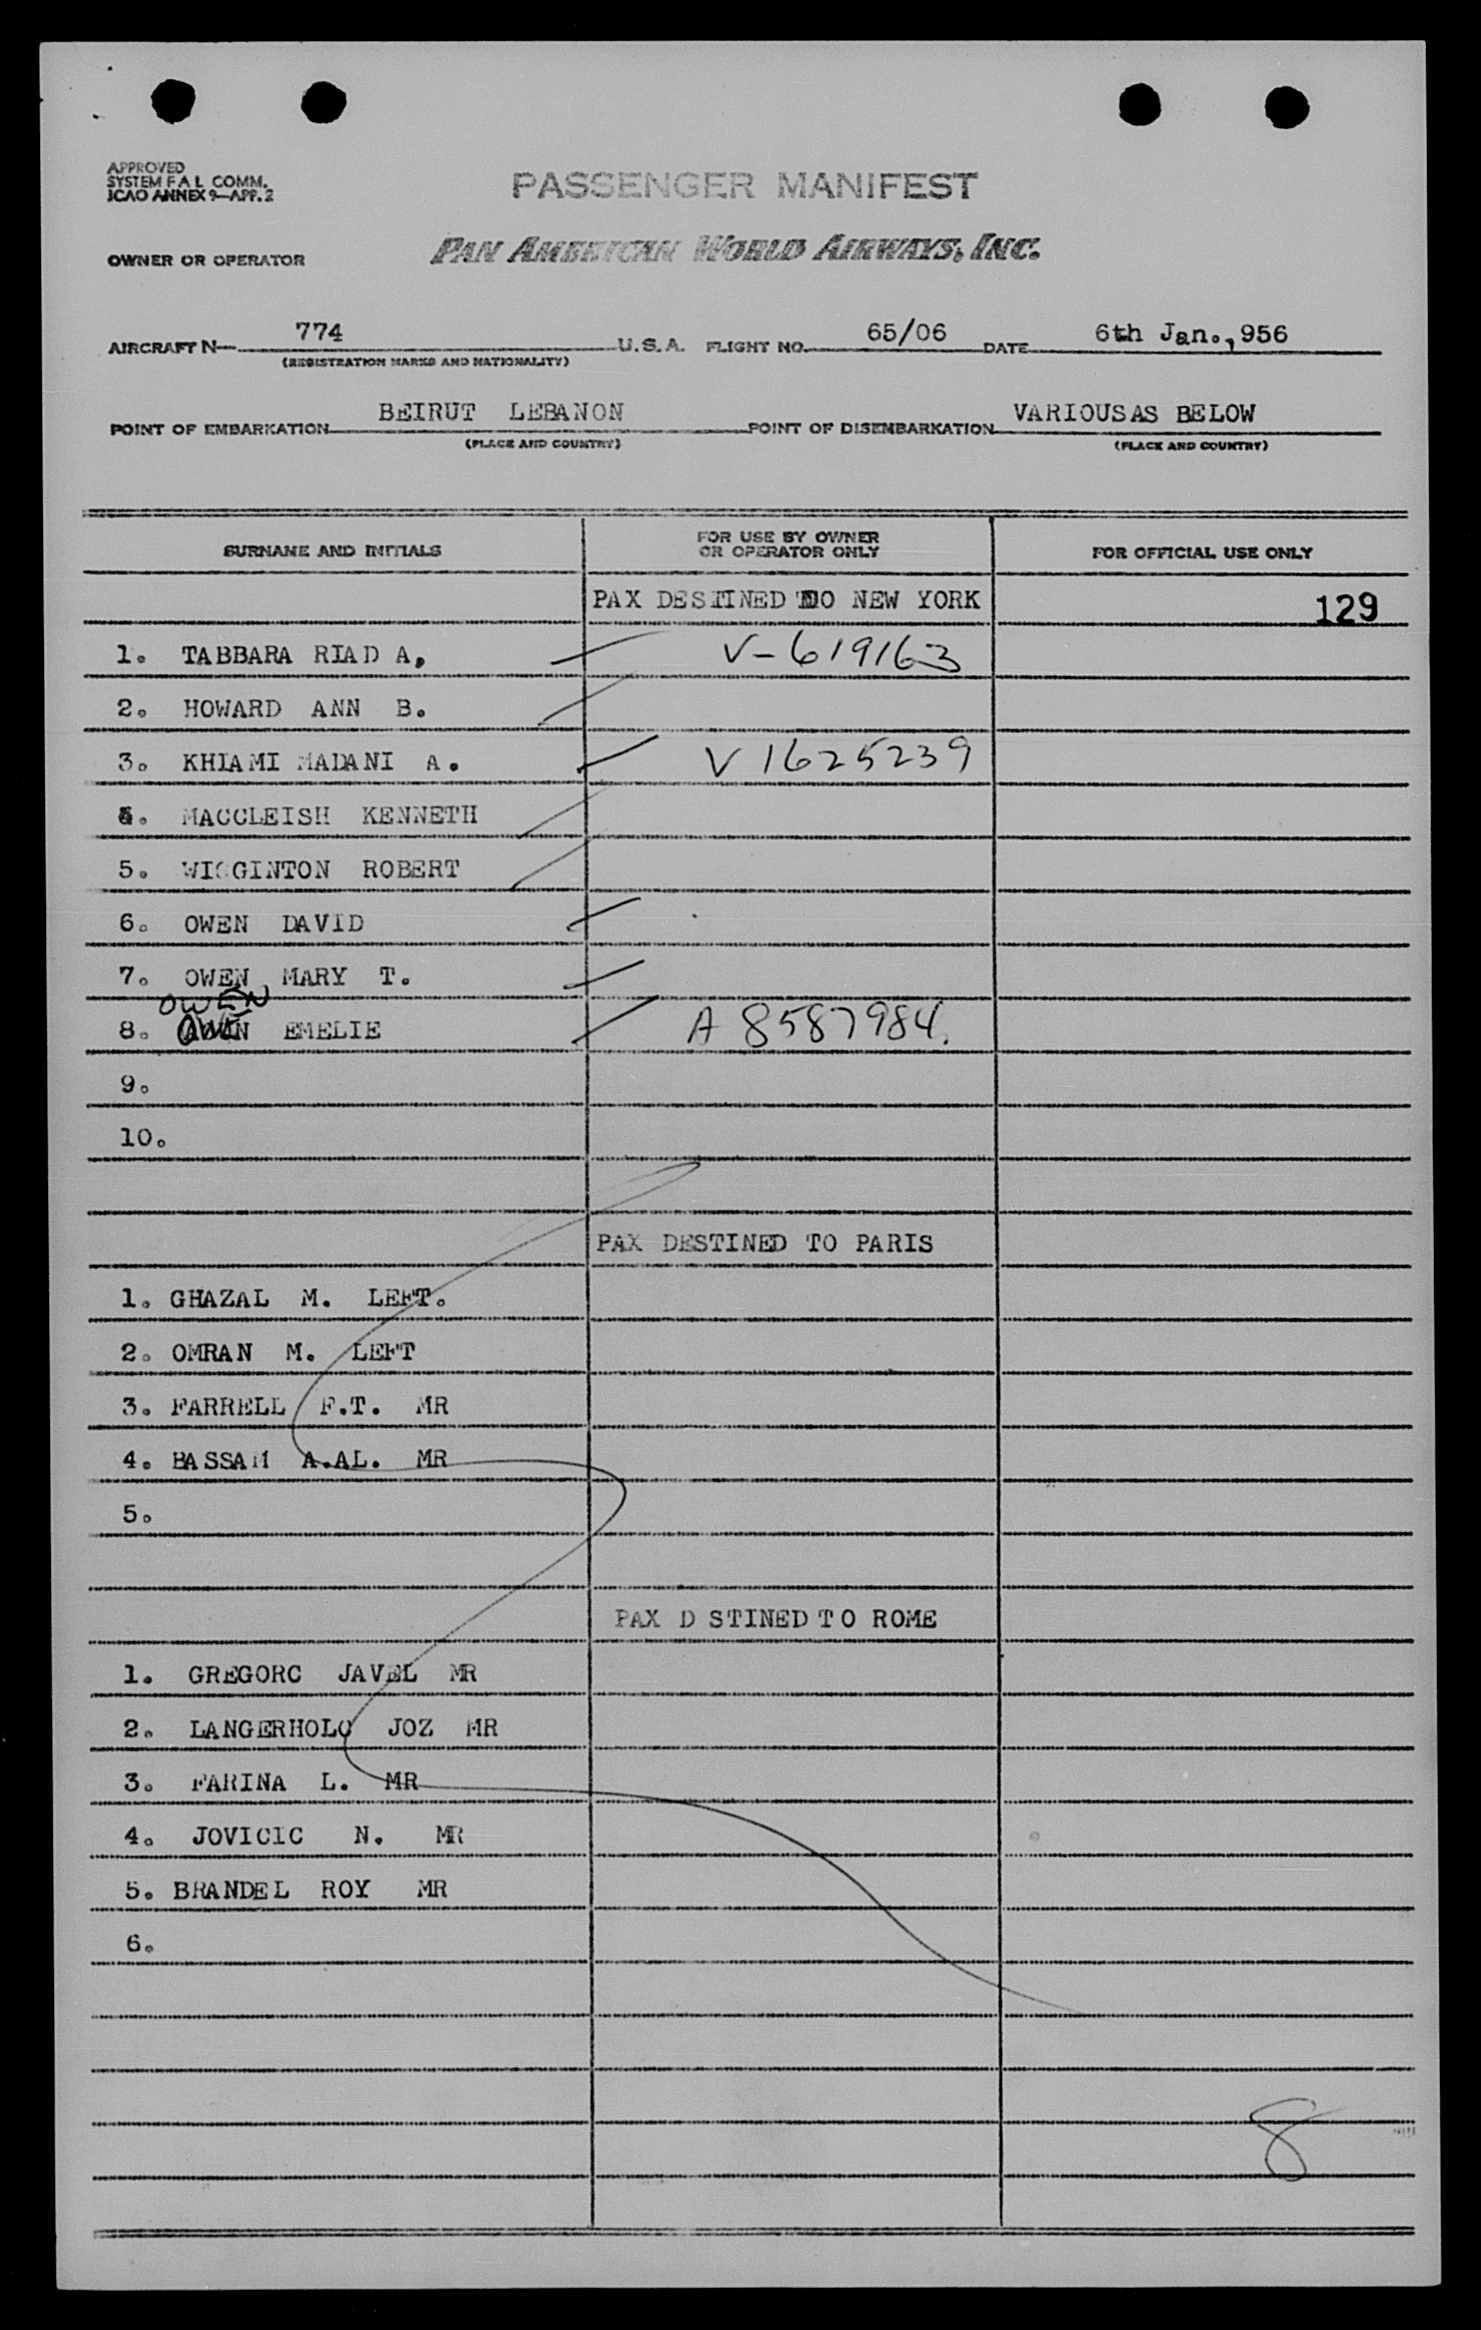 APPROVED
SYSTEM F A L COMM.
ICAO ANNEX 9—APP. 2
PASSENGER MANIFEST
OWNER OR OPERATOR PAN AMERICAN WORLD AIRWAYS, INC.
AIRCRAFT N— 774 U.S.A. FLIGHT NO. 65/06 DATE 6th Jan.,956
(REGISTRATION MARKS AND NATIONALITY)
POINT OF EMBARKATION BEIRUT LEBANON POINT OF DISEMBARKATION VARIOUSAS BELOW
(PLACE AND COUNTRY) (PLACE AND COUNTRY)
SURNAME AND INITIALS FOR USE BY OWNER OR OPERATOR ONLY FOR OFFICIAL USE ONLY
PAX DESTINED TO NEW YORK 129
1. TABBARA RIAD A. V-619163
2. HOWARD ANN B.
3. KHIAMI MADANI A. V 1625239
4. MACCLEISH KENNETH
5. WIGGINTON ROBERT
6. OWEN DAVID
7. OWEN MARY T.
OWEN
8. EMELIE A 8587984.
9.
10.
PAX DESTINED TO PARIS
1. GHAZAL M. LEFT.
2. OMRAN M. LEFT
3. FARRELL F.T. MR
4. BASSAM A.AL. MR
5.
PAX D STINED TO ROME
1. GREGORC JAVEL MR
2. LANGERHOLC JOZ MR
3. FARINA L. MR
4. JOVICIC N. MR
5. BRANDEL ROY MR
6.
8